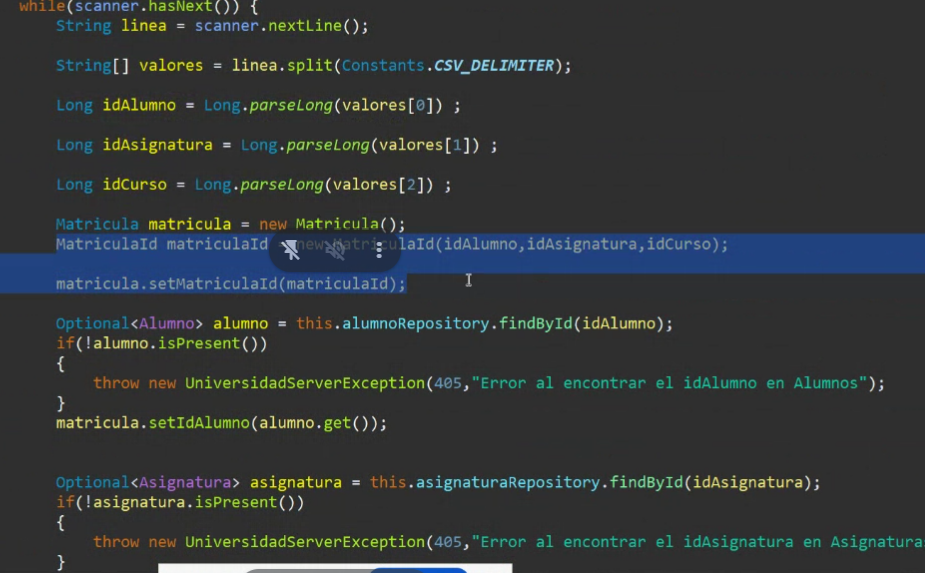 while(scanner.hasNext()) {
String linea = scanner.nextLine();
String[] valores = linea.split(Constants.CSV_DELIMITER);
Long idAlumno = Long.parseLong(valores[0]) ;
Long idAsignatura = Long.parseLong(valores[1]) ;
Long idCurso = Long.parseLong(valores[2]) ;
Matricula matricula = new Matricula();
MatriculaId matriculaId = new MatriculaId(idAlumno,idAsignatura,idCurso);
matricula.setMatriculaId(matriculaId);
Optional<Alumno> alumno = this.alumnoRepository.findById(idAlumno);
if(!alumno.isPresent())
{
throw new UniversidadServerException(405,"Error al encontrar el idAlumno en Alumnos");
}
matricula.setIdAlumno(alumno.get());
Optional<Asignatura> asignatura = this.asignaturaRepository.findById(idAsignatura);
if(!asignatura.isPresent())
{
throw new UniversidadServerException(405,"Error al encontrar el idAsignatura en Asignatura
}